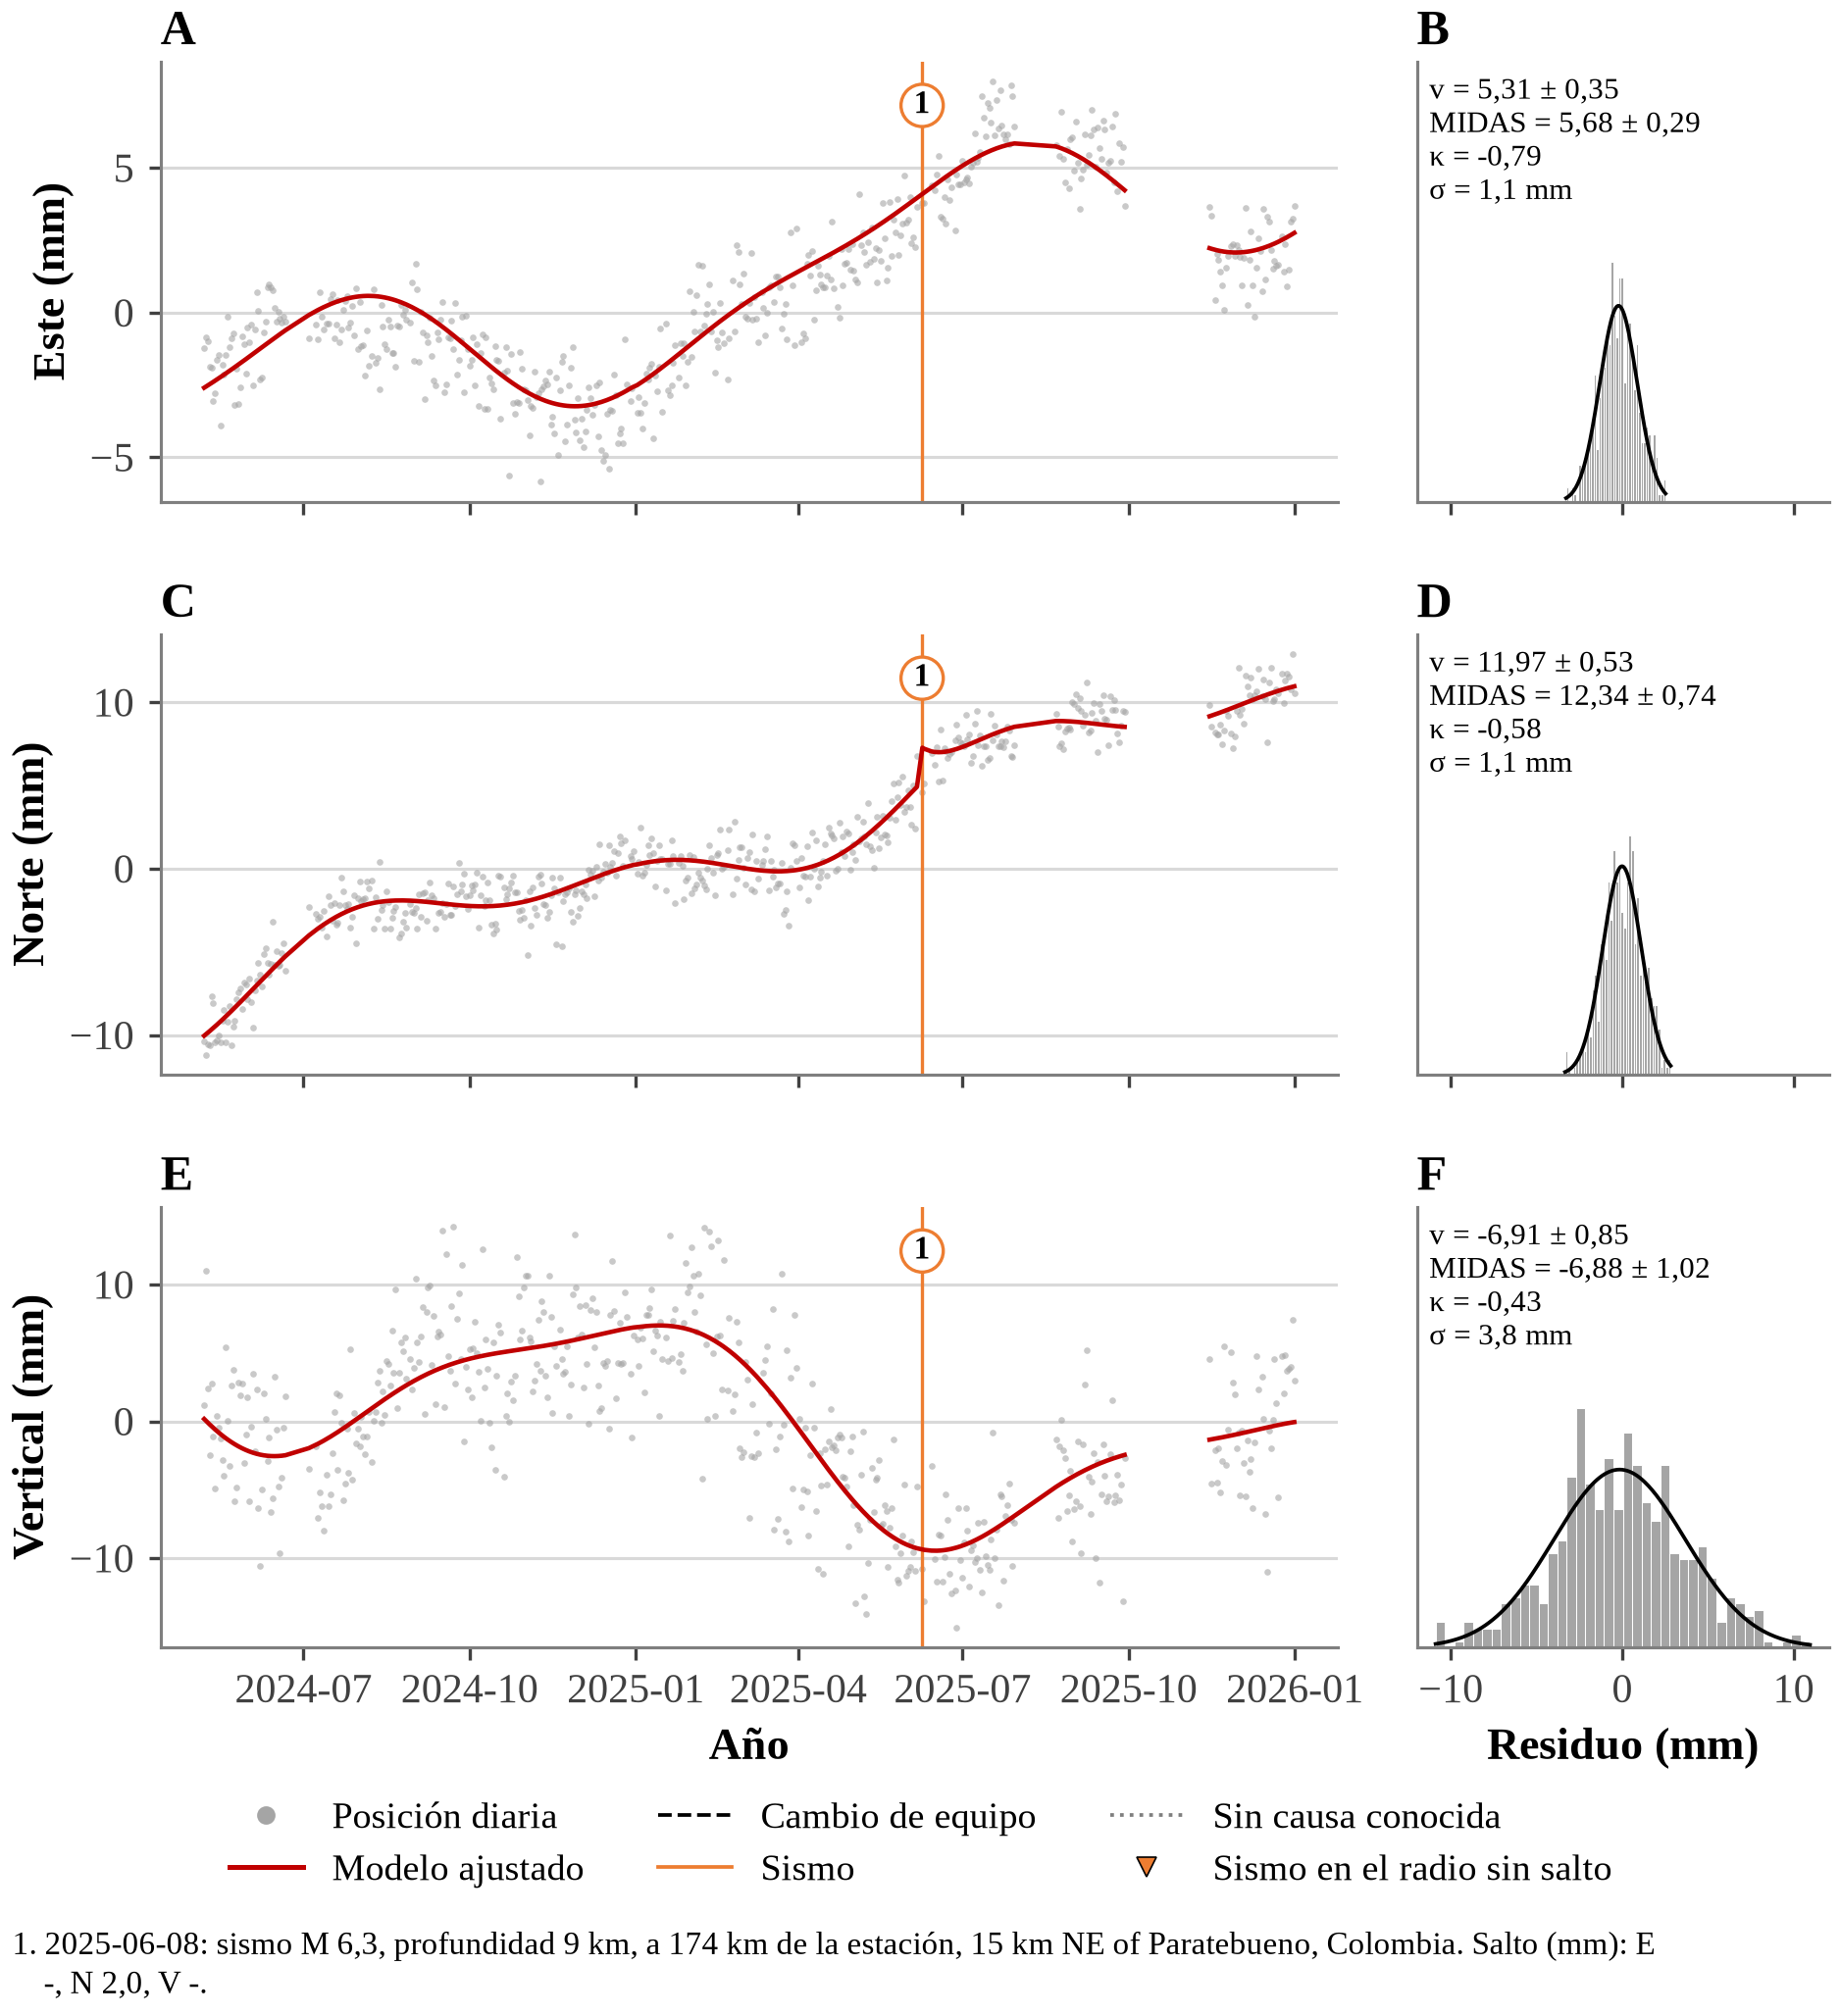 A
B
Este (mm)
5
0
−5
1
v = 5,31 ± 0,35
MIDAS = 5,68 ± 0,29
κ = -0,79
σ = 1,1 mm
C
D
Norte (mm)
10
0
−10
1
v = 11,97 ± 0,53
MIDAS = 12,34 ± 0,74
κ = -0,58
σ = 1,1 mm
E
F
Vertical (mm)
10
0
−10
1
v = -6,91 ± 0,85
MIDAS = -6,88 ± 1,02
κ = -0,43
σ = 3,8 mm
2024-07 2024-10 2025-01 2025-04 2025-07 2025-10 2026-01
−10 0 10
Año
Residuo (mm)
Posición diaria
Cambio de equipo
Sin causa conocida
Modelo ajustado
Sismo
Sismo en el radio sin salto
1. 2025-06-08: sismo M 6,3, profundidad 9 km, a 174 km de la estación, 15 km NE of Paratebueno, Colombia. Salto (mm): E
-, N 2,0, V -.